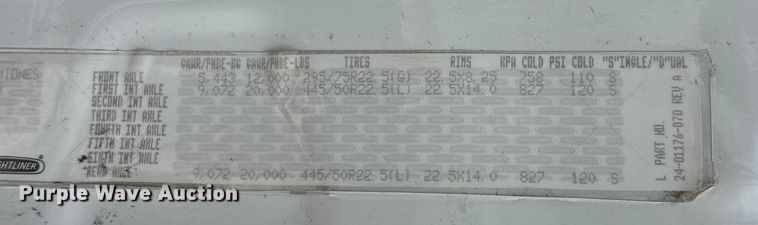 GAWR/PNBE-KG GAWR/PNBE-LBS TIRES RIMS KPA COLD PSI COLD "S"INGLE/"D"UAL
MIONES
FRONT AXLE 5,443 12,000 295/75R22.5(G) 22.5X8.25 758 110 S
FIRST INT AXLE 9,072 20,000 445/50R22.5(L) 22.5X14.0 827 120 S
SECOND INT AXLE
THIRD INT AXLE
FOURTH INT AXLE
FIFTH INT AXLE
SIXTH INT AXLE
REAR AXLE 9,072 20,000 445/50R22.5(L) 22.5X14.0 827 120 S
L PART NO.
24-01176-070 REV A
GHTLINER
Purple Wave Auction